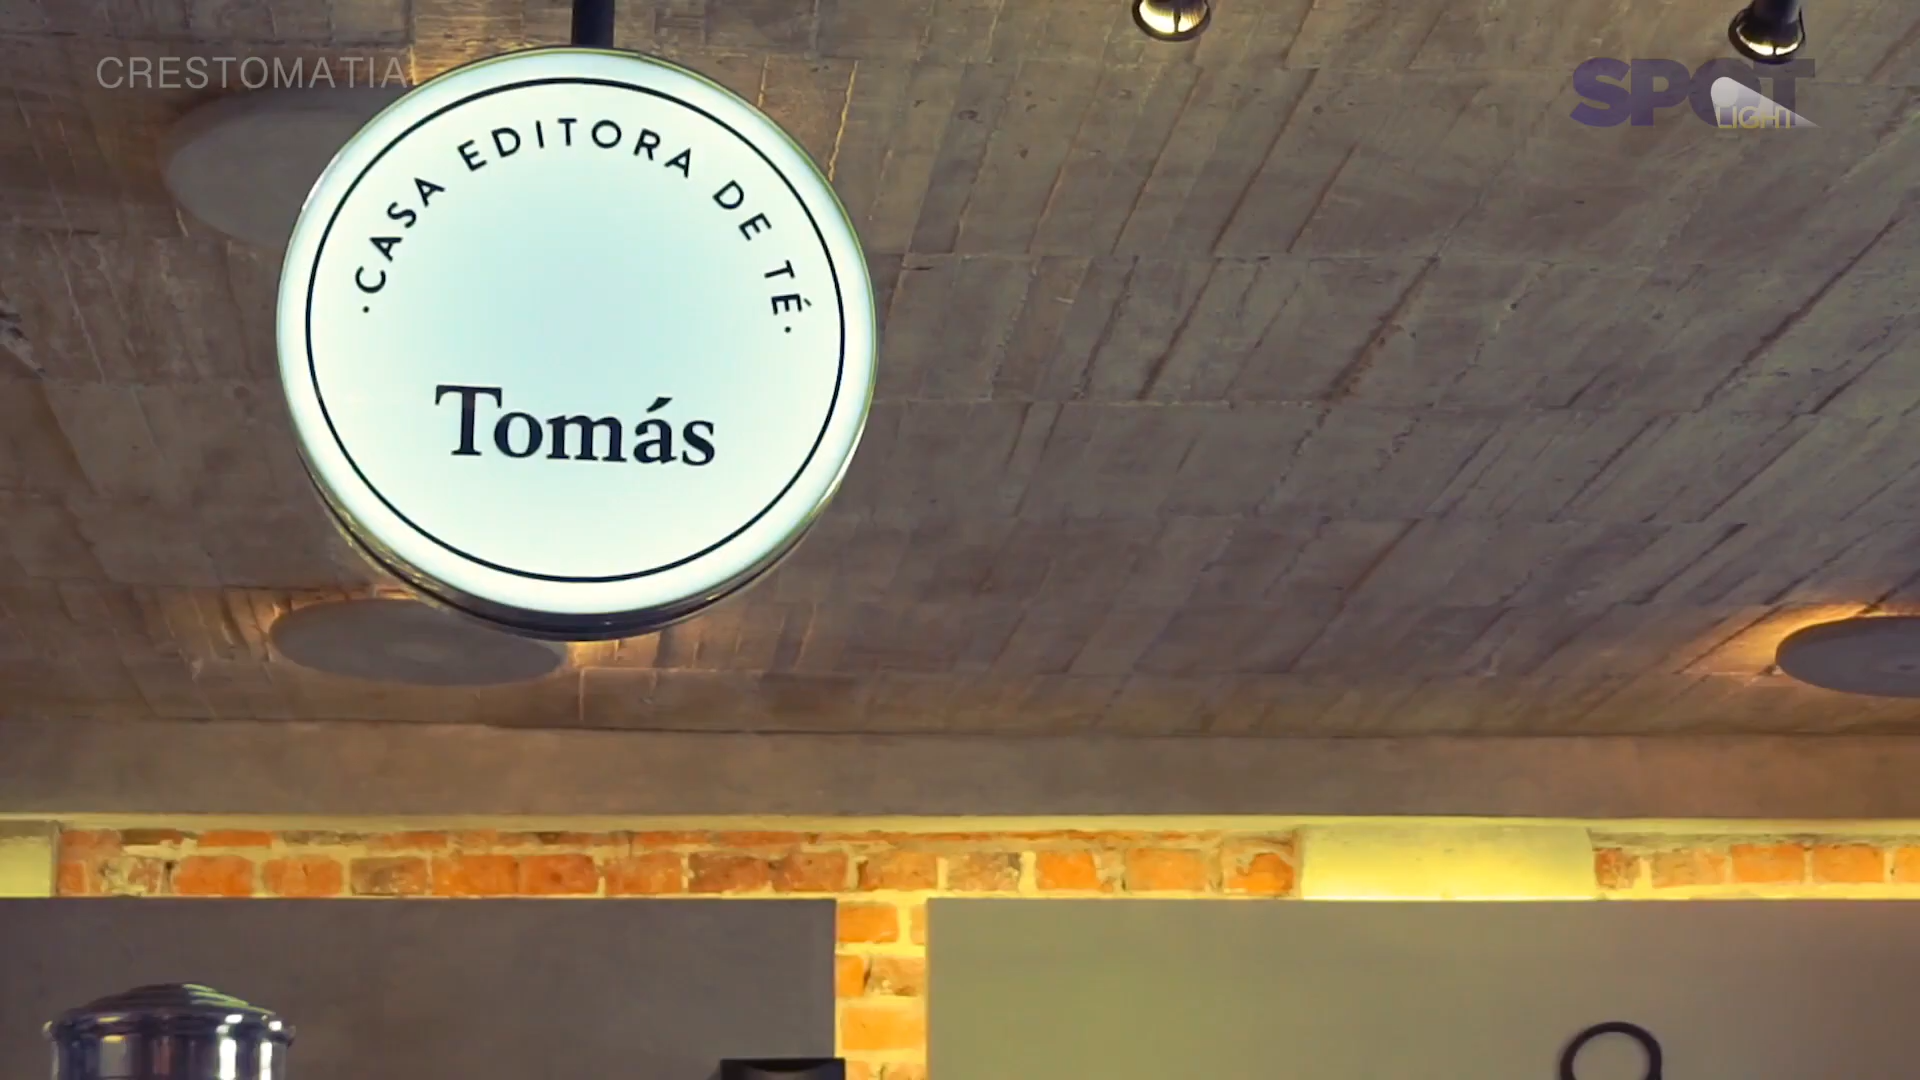 CRESTOMATIA
SPOT
LIGHT
·CASA EDITORA DE TÉ·
Tomás